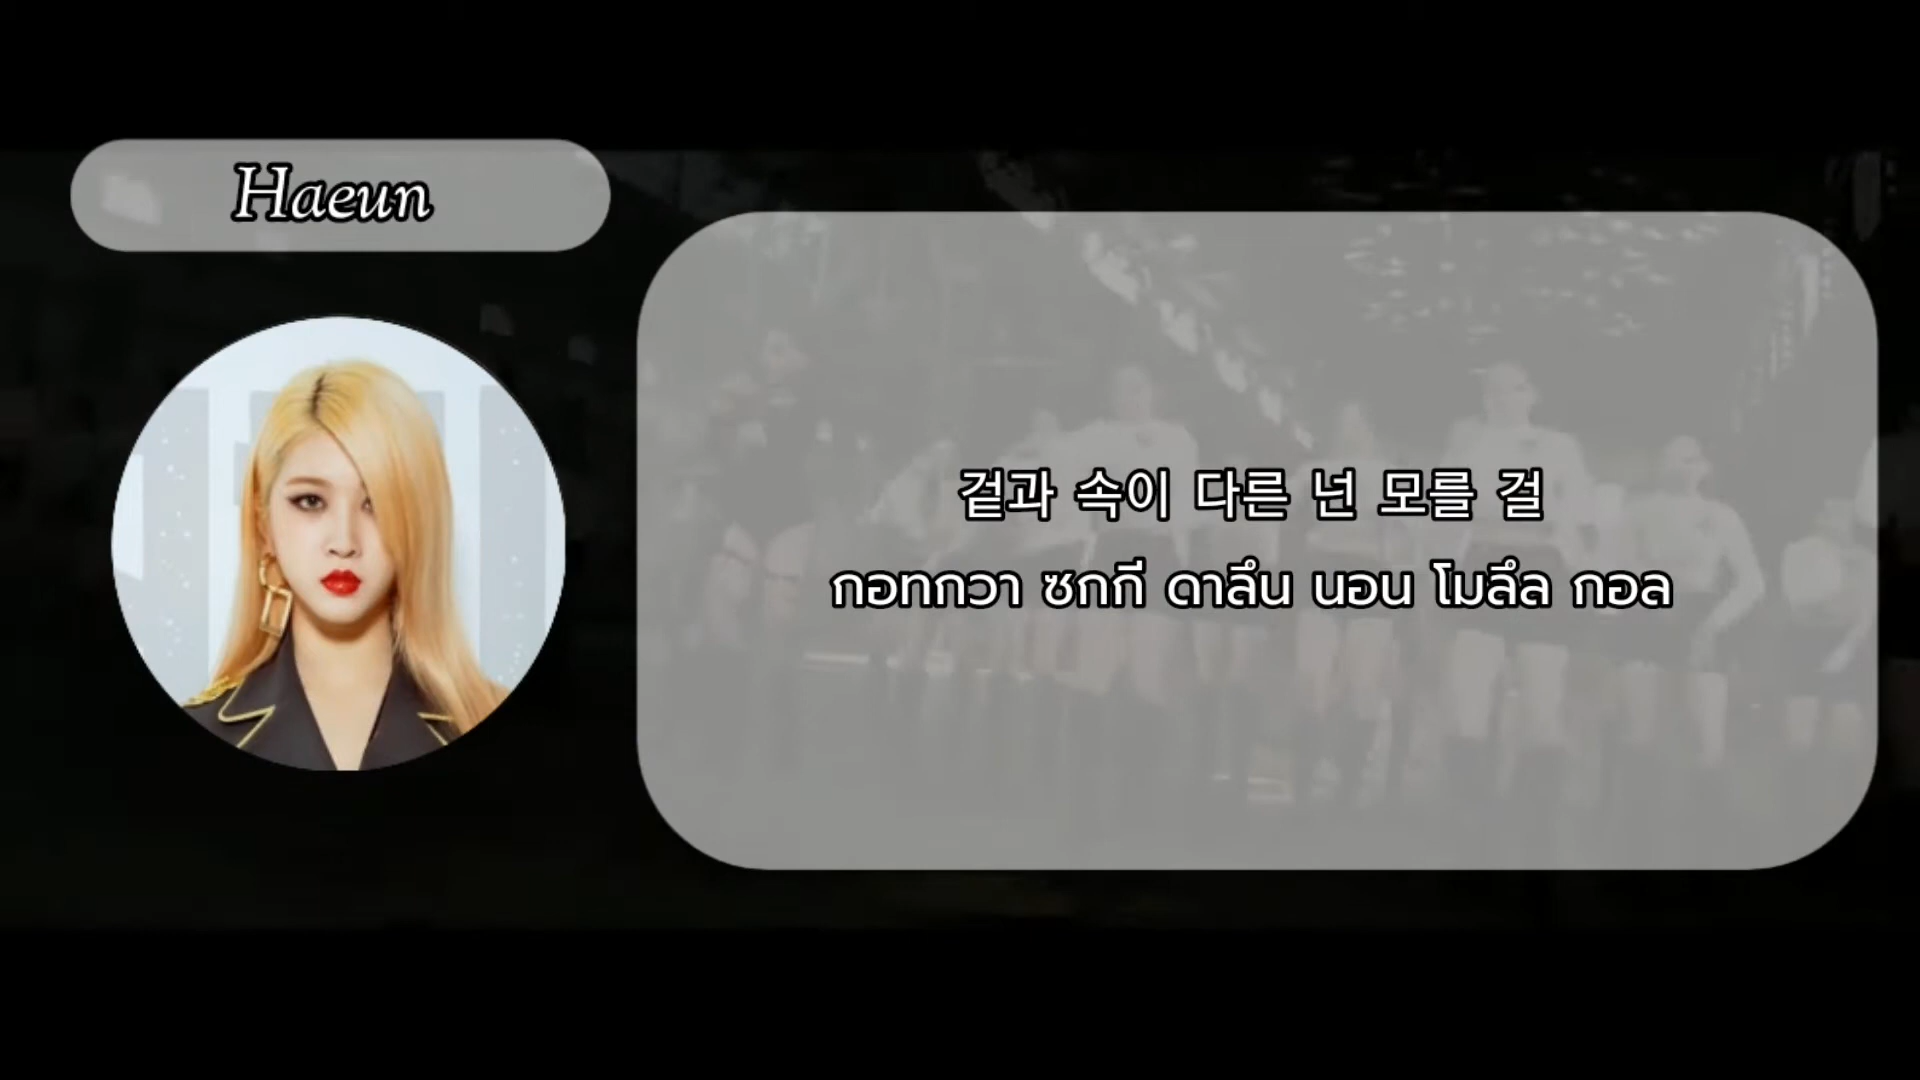 Haeun
겉과 속이 다른 넌 모를 걸
กอทกวา ซกกี ดาลึน นอน โมลึล กอล